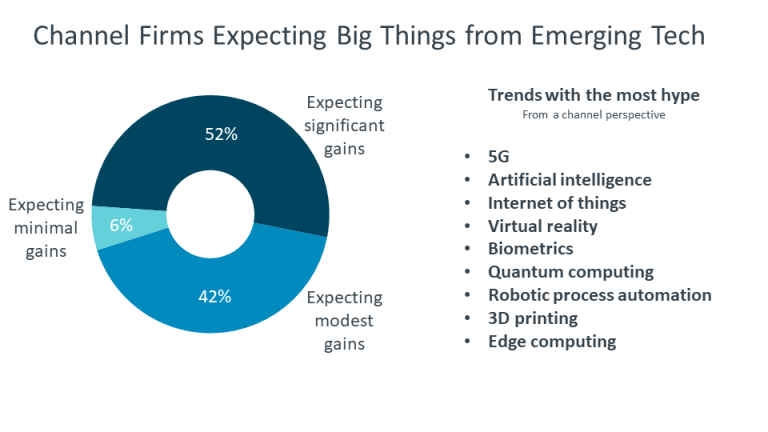 Channel Firms Expecting Big Things from Emerging Tech
Expecting
significant
gains
52%
Expecting
minimal
gains
6%
42%
Expecting
modest
gains
Trends with the most hype
From a channel perspective
• 5G
• Artificial intelligence
• Internet of things
• Virtual reality
• Biometrics
• Quantum computing
• Robotic process automation
• 3D printing
• Edge computing